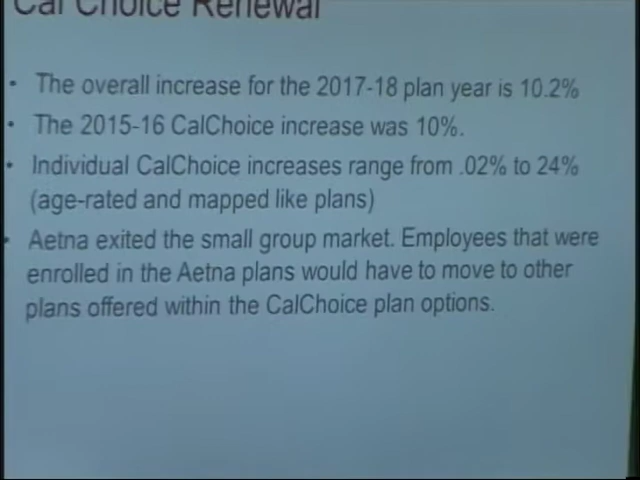 Cal Choice Renewal
• The overall increase for the 2017-18 plan year is 10.2%
• The 2015-16 CalChoice increase was 10%.
• Individual CalChoice increases range from .02% to 24%
(age-rated and mapped like plans)
• Aetna exited the small group market. Employees that were
enrolled in the Aetna plans would have to move to other
plans offered within the CalChoice plan options.